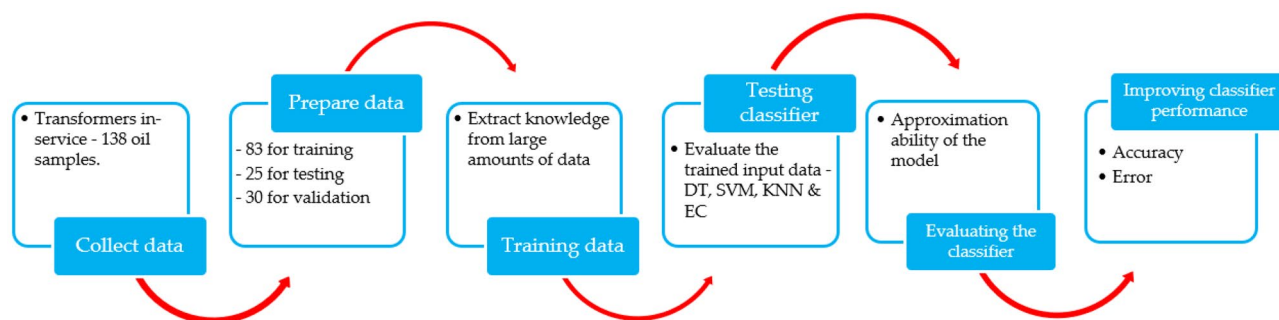 • Transformers in-
service - 138 oil
samples.
Collect data
Prepare data
- 83 for training
- 25 for testing
- 30 for validation
• Extract knowledge
from large
amounts of data
Training data
Testing
classifier
• Evaluate the
trained input data -
DT, SVM, KNN &
EC
• Approximation
ability of the
model
Evaluating the
classifier
Improving classifier
performance
• Accuracy
• Error